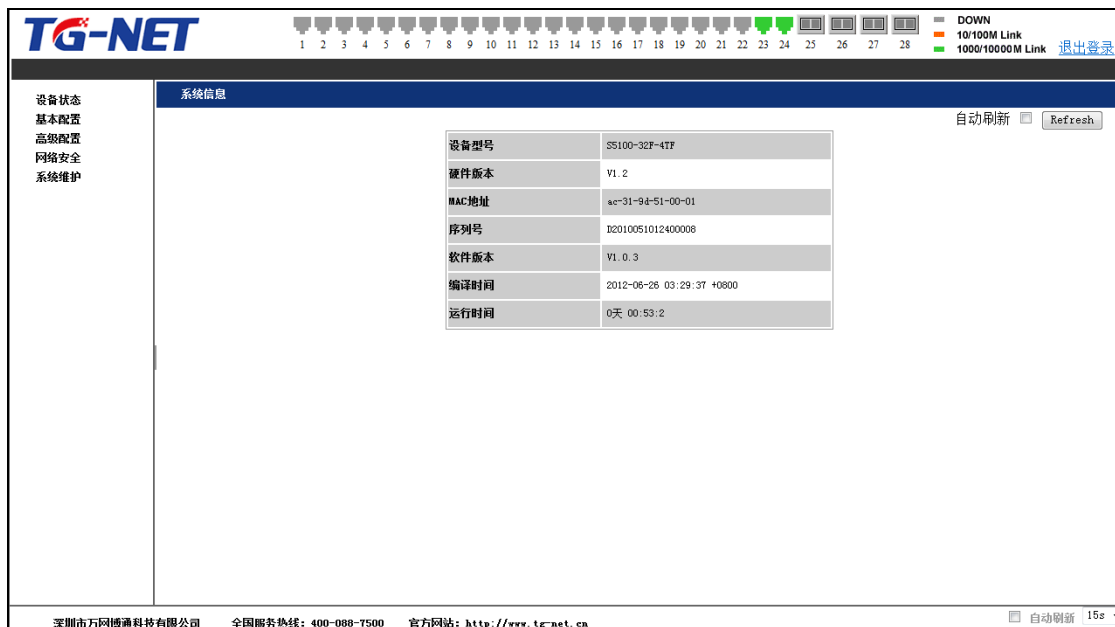 TG-NET
DOWN
10/100M Link
1000/10000M Link
1 2 3 4 5 6 7 8 9 10 11 12 13 14 15 16 17 18 19 20 21 22 23 24 25 26 27 28
退出登录
设备状态
基本配置
高级配置
网络安全
系统维护
系统信息
自动刷新 Refresh
设备型号 S5100-32F-4TF
硬件版本 V1.2
MAC地址 ac-31-9d-51-00-01
序列号 D2010051012400008
软件版本 V1.0.3
编译时间 2012-06-26 03:29:37 +0800
运行时间 0天 00:53:2
自动刷新 15s
深圳市万网博通科技有限公司 全国服务热线: 400-088-7500 官方网站: http://www.tg-net.cn